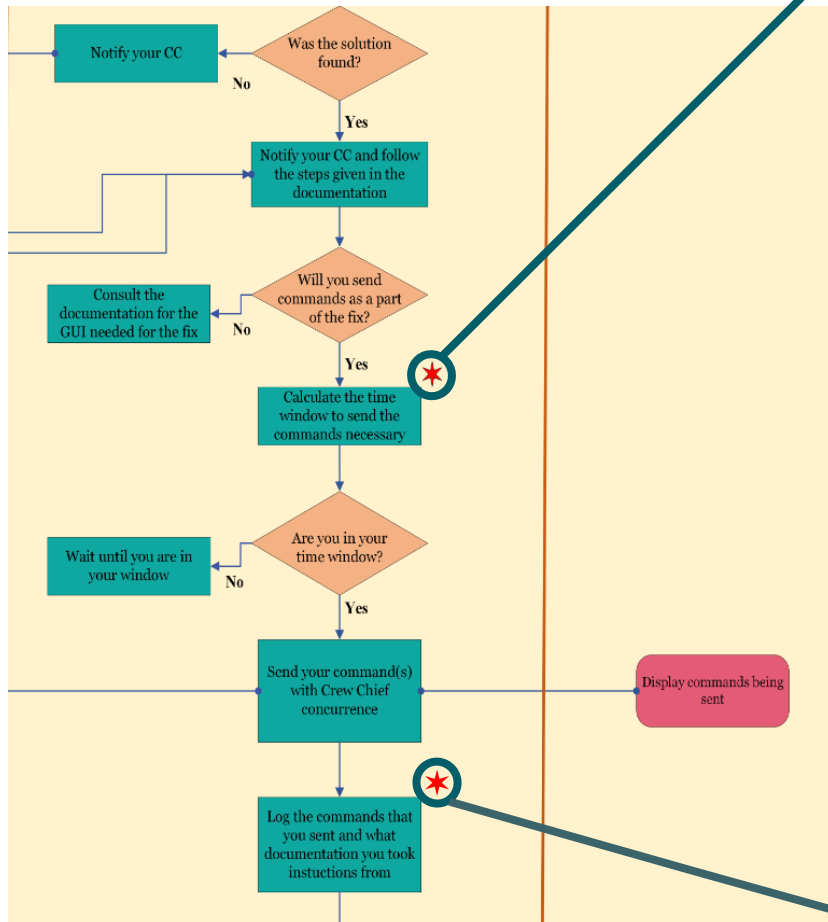 Was the solution
found?
Notify your CC
No
Yes
Notify your CC and follow
the steps given in the
documentation
Will you send
commands as a part
of the fix?
Consult the
documentation for the
GUI needed for the fix
No
Yes
Calculate the time
window to send the
commands necessary
Are you in your
time window?
Wait until you are in
your window
No
Yes
Send your command(s)
with Crew Chief
concurrence
Display commands being
sent
Log the commands that
you sent and what
documentation you took
instuctions from